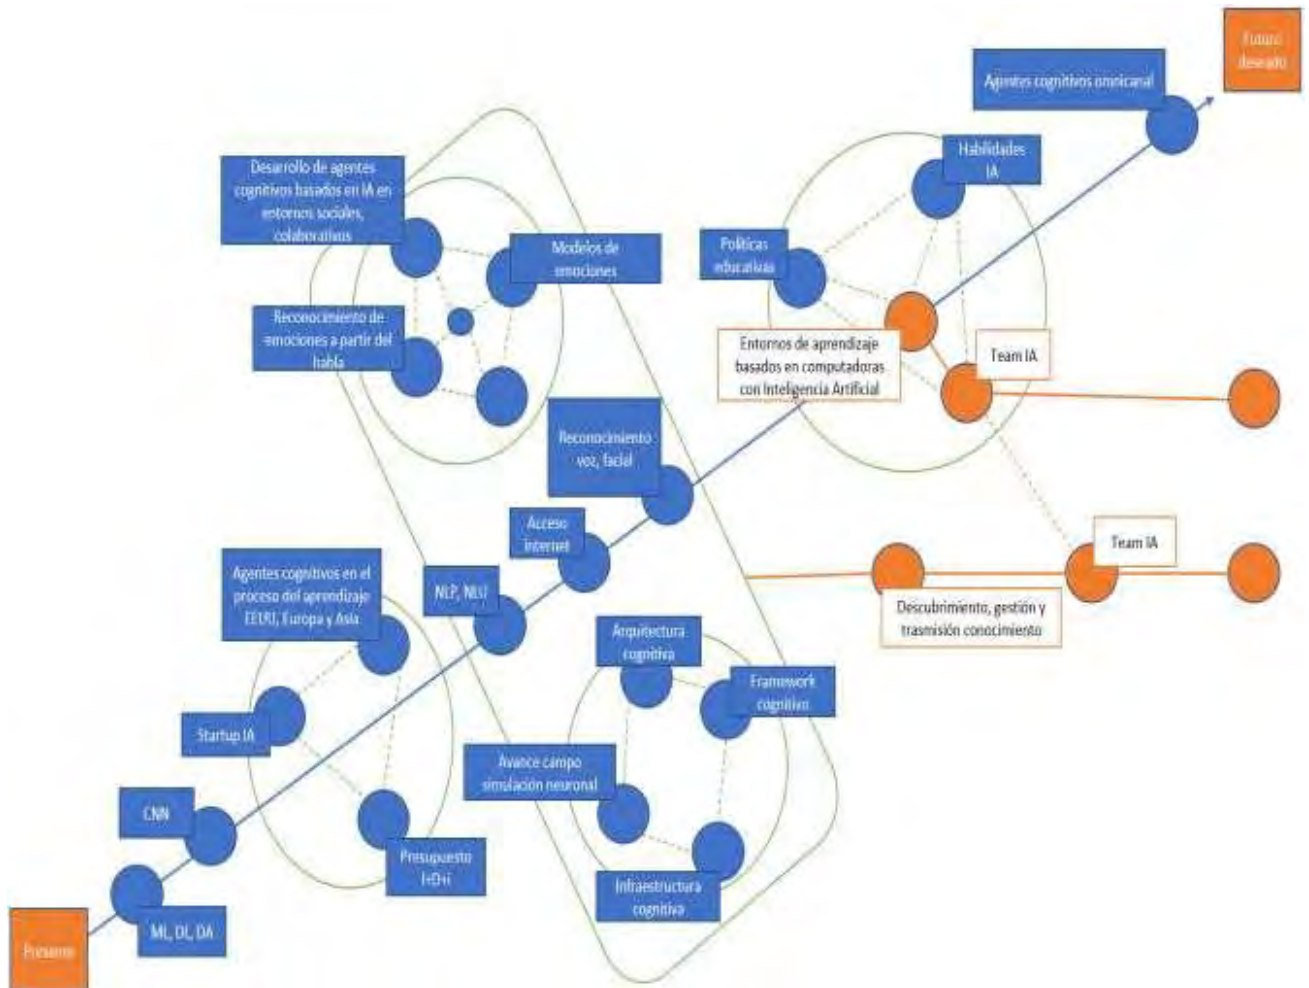 Futuro
deseado
Agentes cognitivos omnicanal
Habilidades
IA
Desarrollo de agentes
cognitivos basados en IA en
entornos sociales,
colaborativos
Modelos de
emociones
Políticas
educativas
Reconocimiento de
emociones a partir del
habla
Entornos de aprendizaje
basados en computadoras
con Inteligencia Artificial
Team IA
Reconocimiento
voz, facial
Acceso
internet
Team IA
Agentes cognitivos en el
proceso del aprendizaje
EEUU, Europa y Asia
NLP, NLU
Descubrimiento, gestión y
trasmisión conocimiento
Arquitectura
cognitiva
Framework
cognitivo
Startup IA
Avance campo
simulación neuronal
CNN
Presupuesto
I+D+i
Infraestructura
cognitiva
ML, DL, DA
Presente